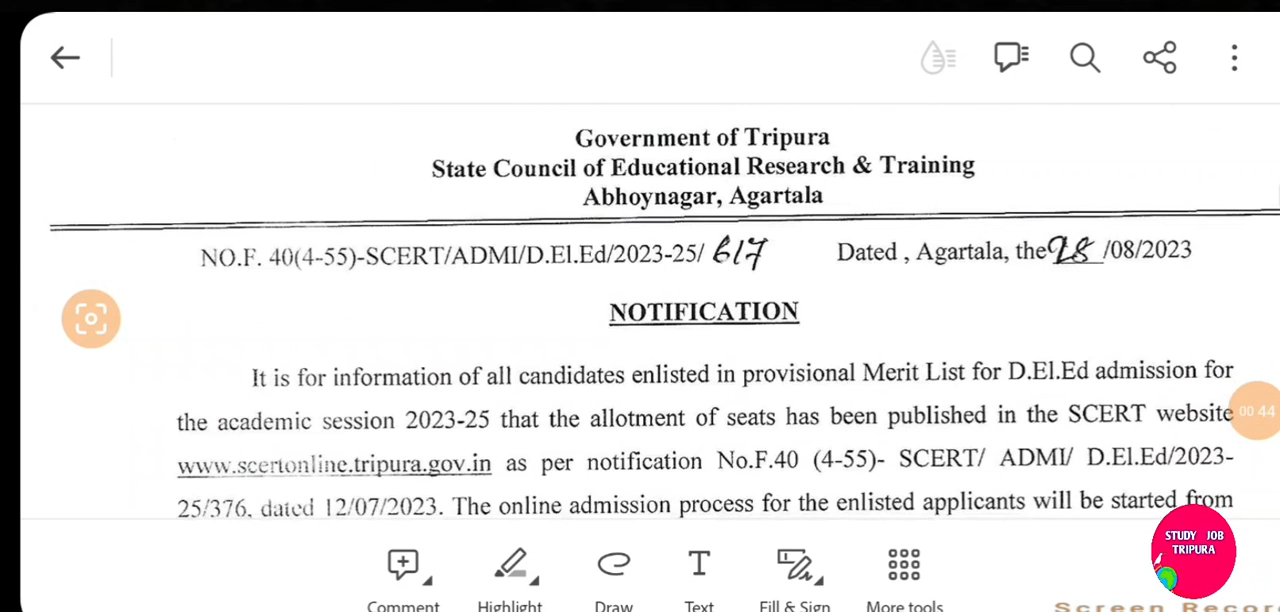 Government of Tripura
State Council of Educational Research & Training
Abhoynagar, Agartala
NO.F. 40(4-55)-SCERT/ADMI/D.El.Ed/2023-25/ 617 Dated , Agartala, the 28 /08/2023
NOTIFICATION
It is for information of all candidates enlisted in provisional Merit List for D.El.Ed admission for
the academic session 2023-25 that the allotment of seats has been published in the SCERT website
www.scertonline.tripura.gov.in as per notification No.F.40 (4-55)- SCERT/ ADMI/ D.El.Ed/2023-
25/376, dated 12/07/2023. The online admission process for the enlisted applicants will be started from
00 44
STUDY JOB
TRIPURA
Comment Highlight Draw Text Fill & Sign More tools
Screen Recor